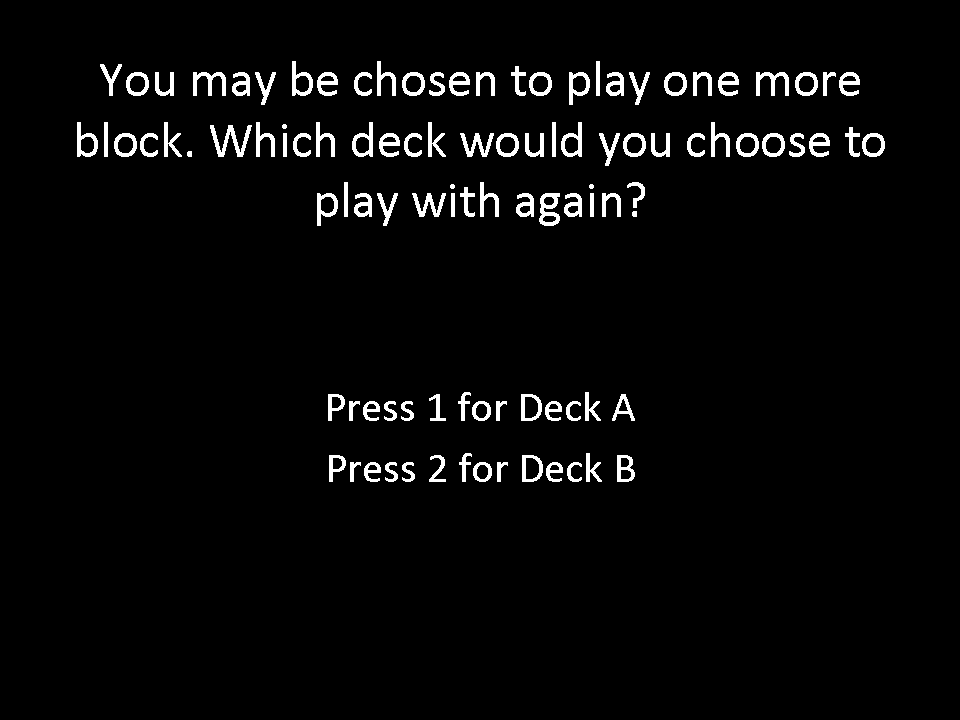 You may be chosen to play one more
block. Which deck would you choose to
play with again?
Press 1 for Deck A
Press 2 for Deck B